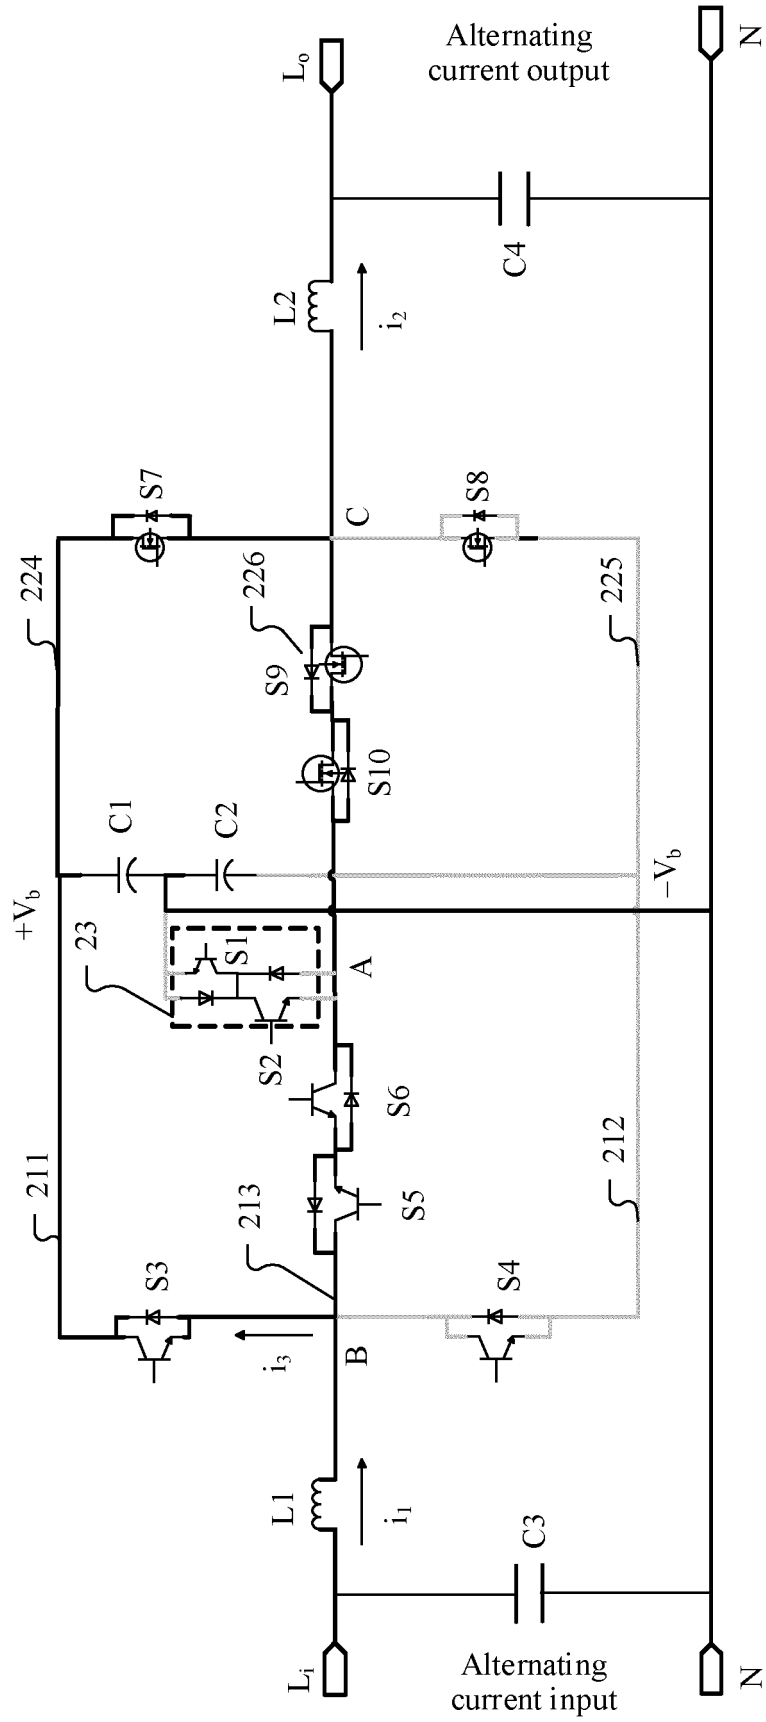 Alternating
current output
L₀
N
C4
L2
i₂
S7
C
S8
224
226
225
S9
S10
C1
C2
+Vb
−Vb
23
S1
S2
A
S6
S5
211
213
212
S3
S4
i₃
B
L1
i₁
C3
Li
N
Alternating
current input